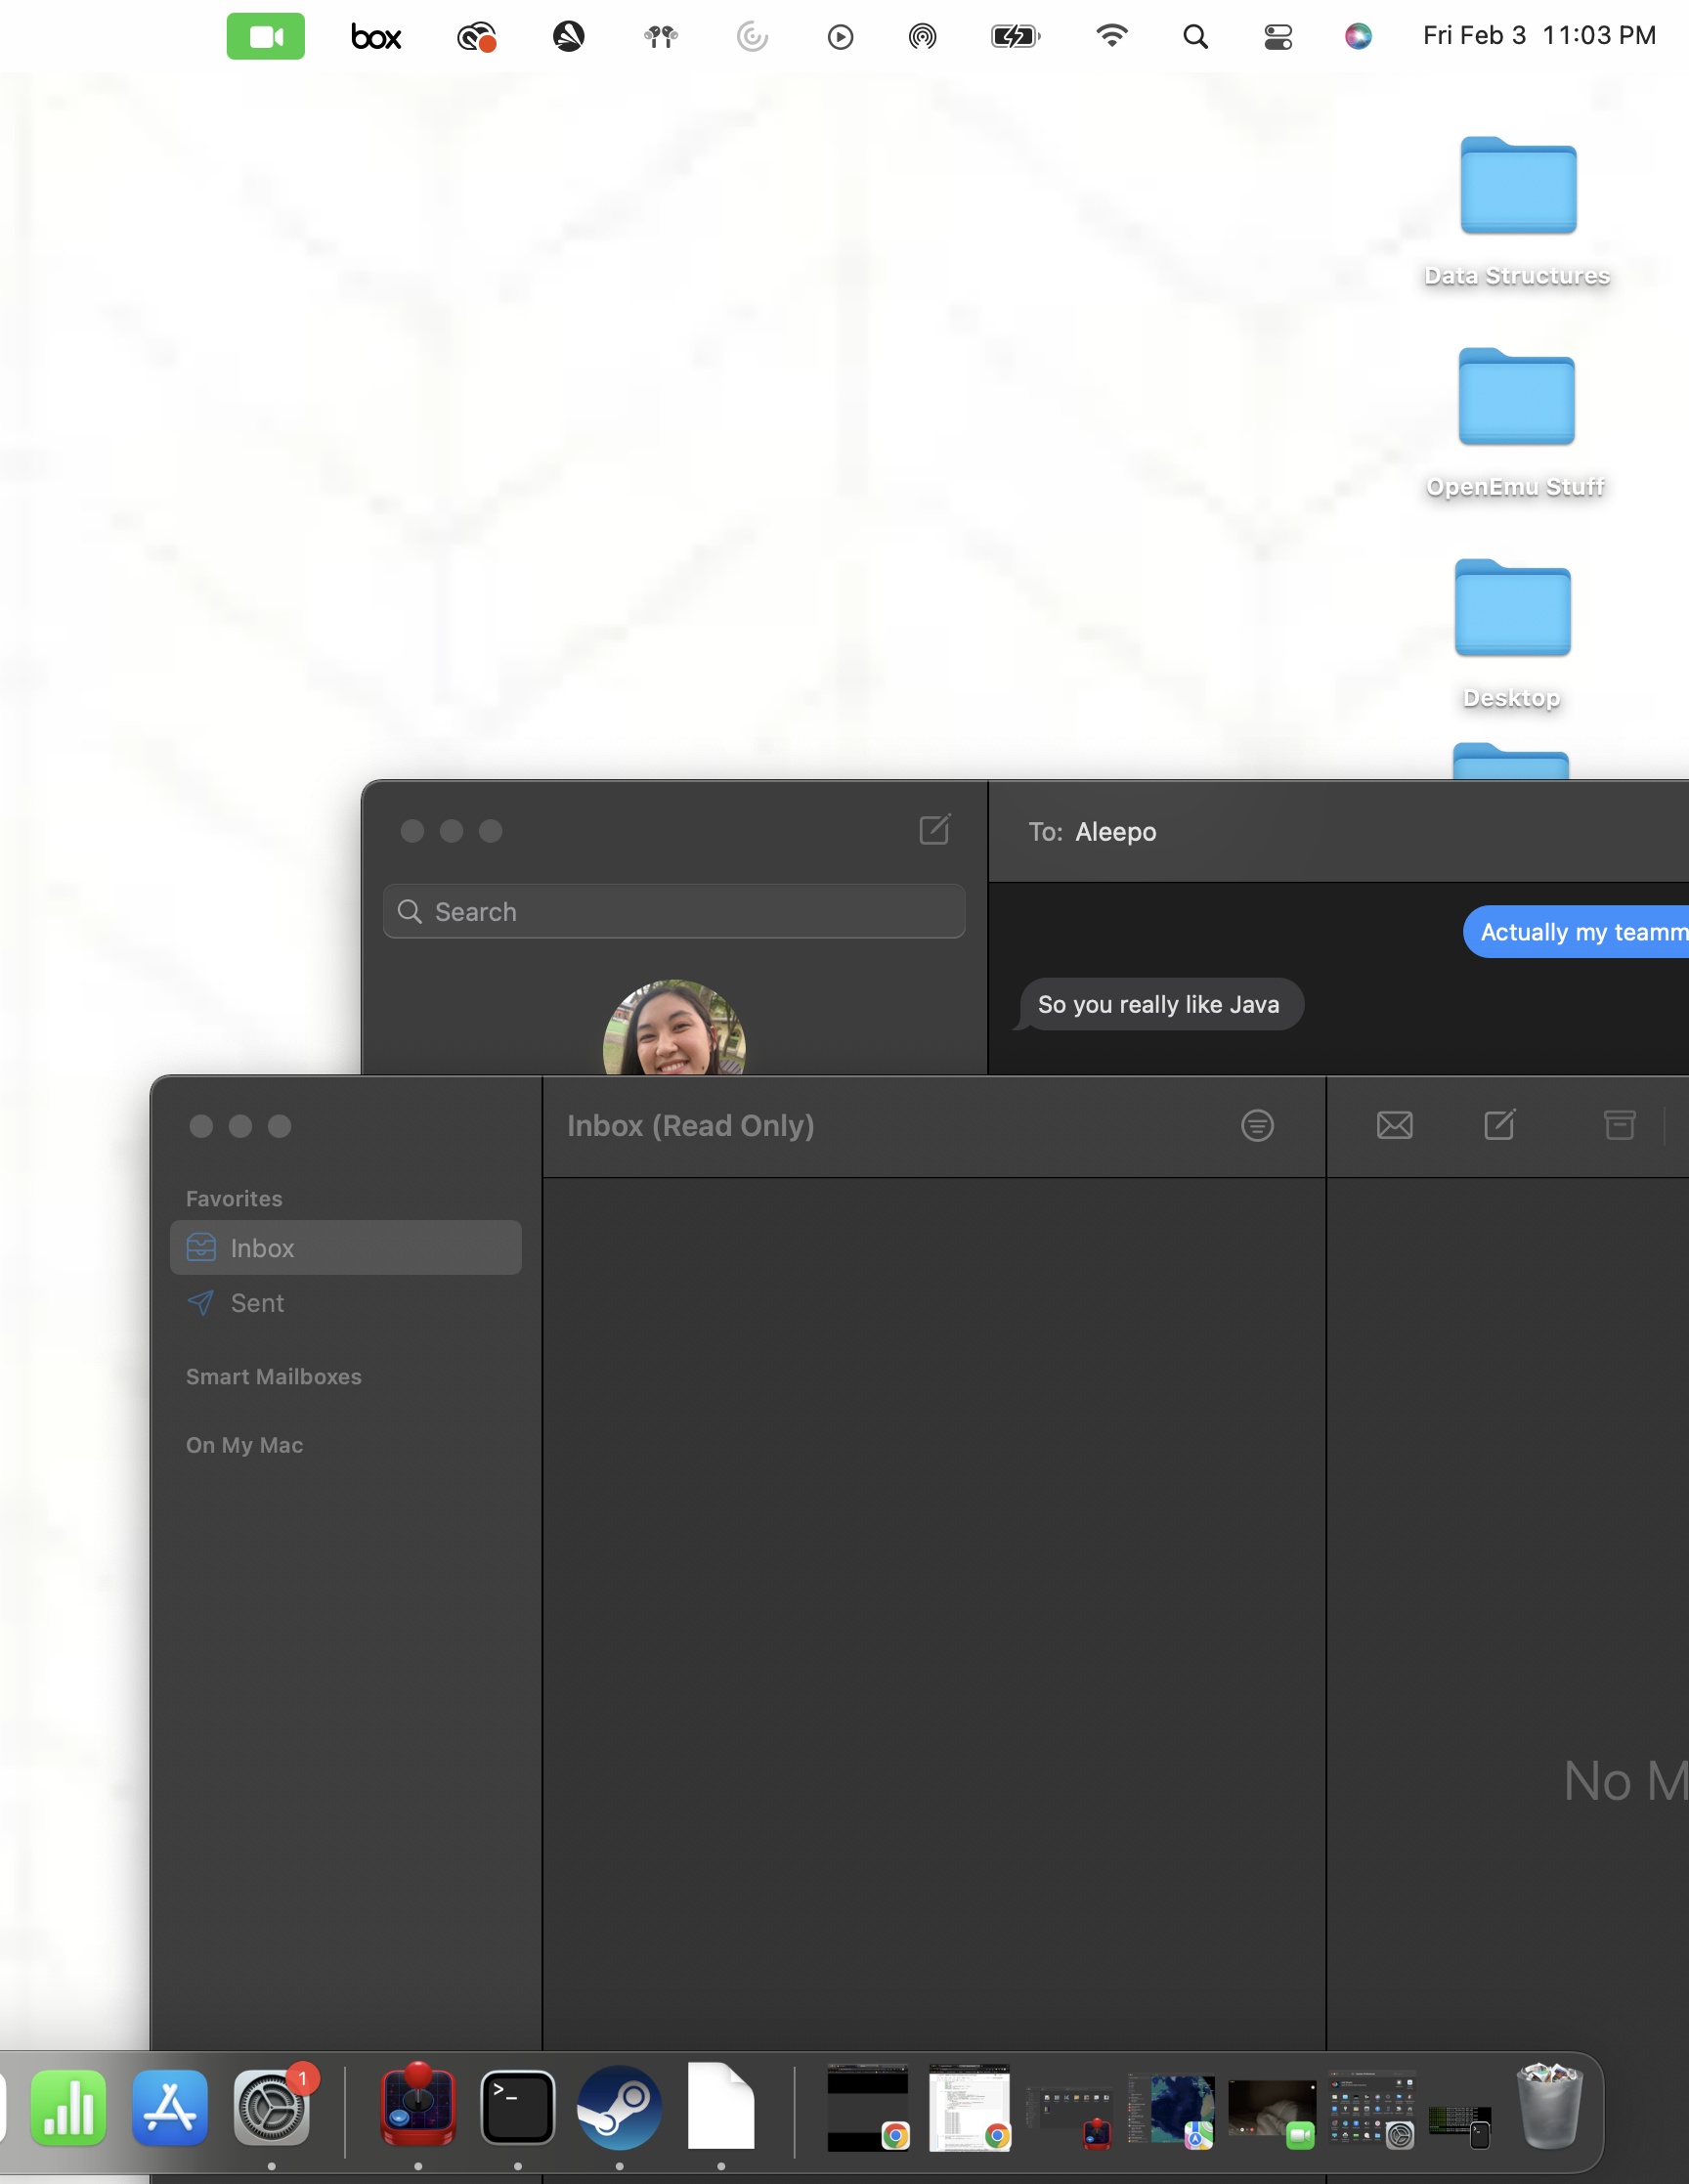 box
Fri Feb 3 11:03 PM
Data Structures
OpenEmu Stuff
Desktop
To: Aleepo
Search
Actually my teamm
So you really like Java
Inbox (Read Only)
Favorites
Inbox
Sent
Smart Mailboxes
On My Mac
No M
1
>_